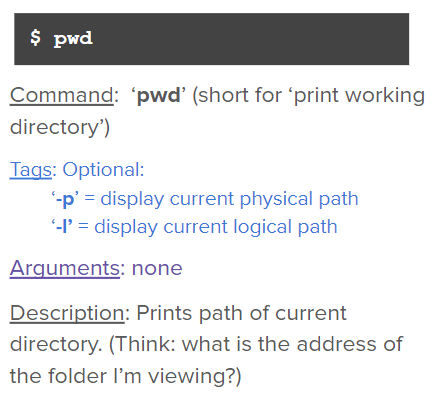 $ pwd
Command:  ‘pwd’ (short for ‘print working
directory’)
Tags: Optional:
‘-p’ = display current physical path
‘-l’ = display current logical path
Arguments: none
Description: Prints path of current
directory. (Think: what is the address of
the folder I’m viewing?)